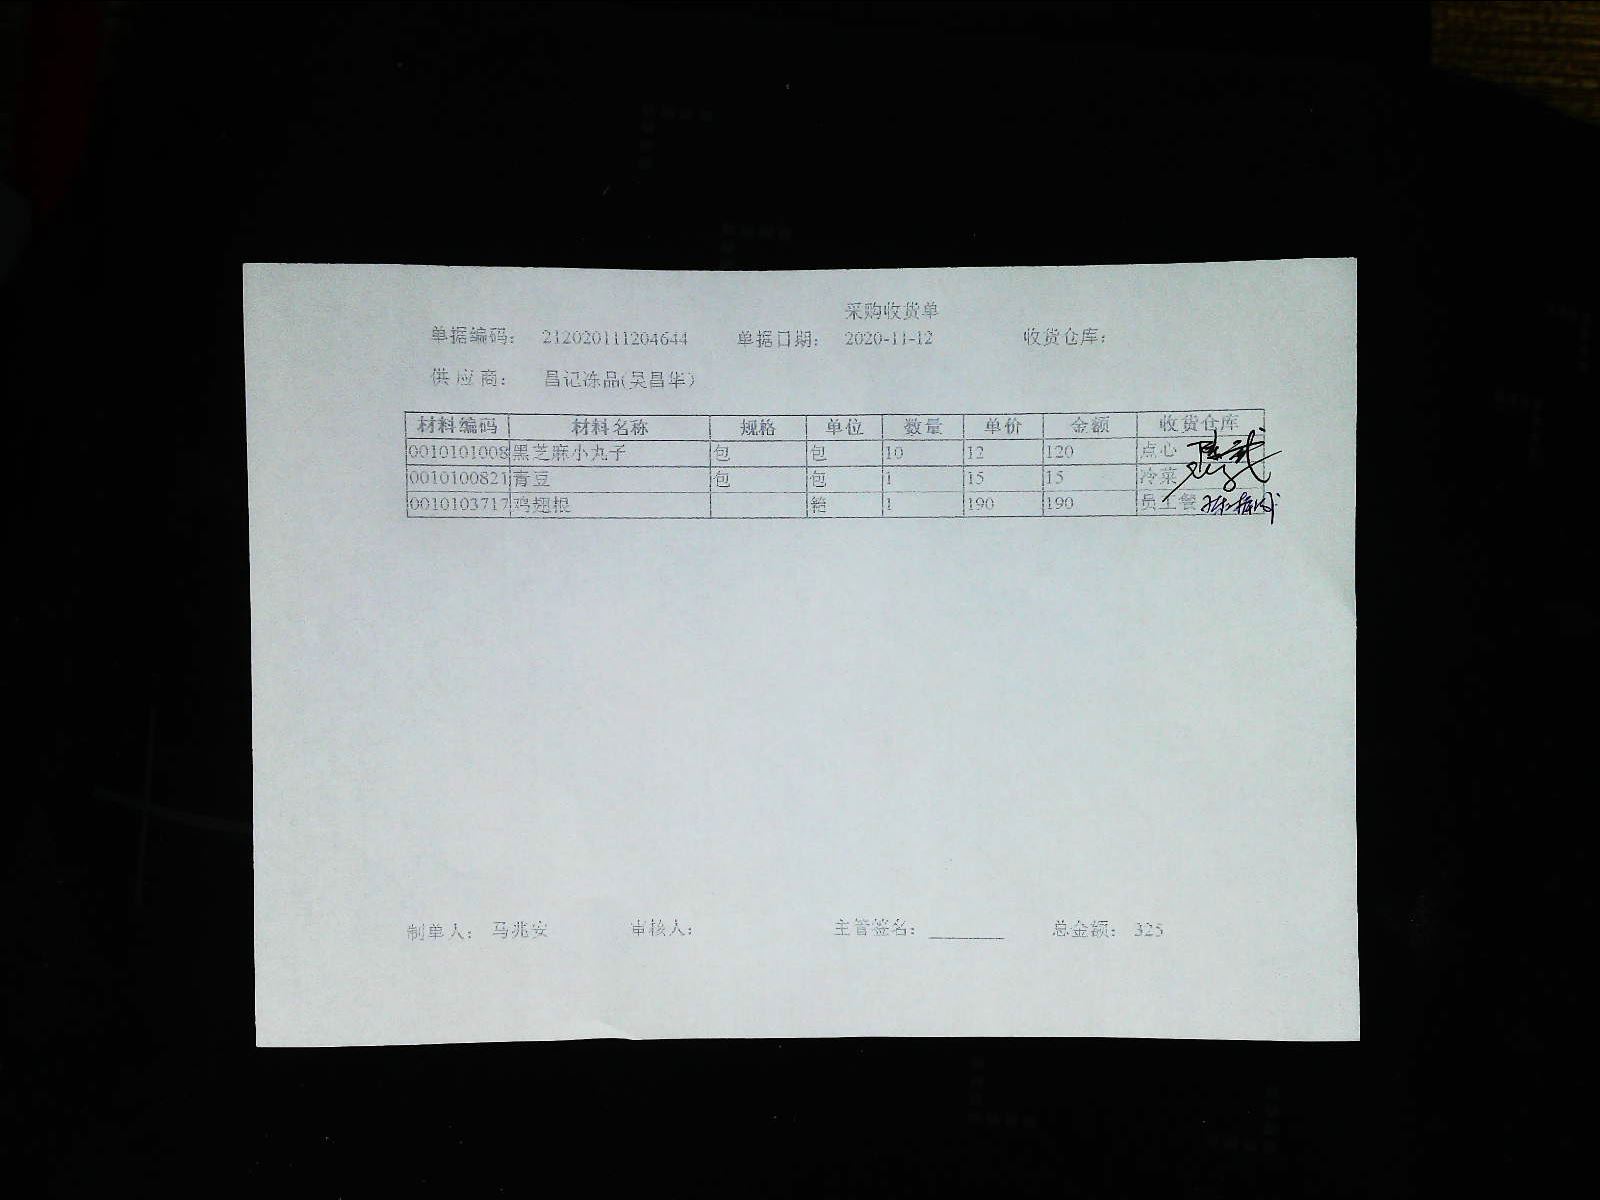 采购收货单
单据编码： 212020111204644 单据日期： 2020-11-12 收货仓库：
供应商： 昌记冻品(吴昌华)
材料编码 材料名称 规格 单位 数量 单价 金额 收货仓库
0010101008 黑芝麻小丸子 包 包 10 12 120 点心
0010100821 青豆 包 包 1 15 15 冷菜
0010103717 鸡翅根 箱 1 190 190 员工餐
制单人： 马兆安 审核人： 主管签名：________ 总金额： 325